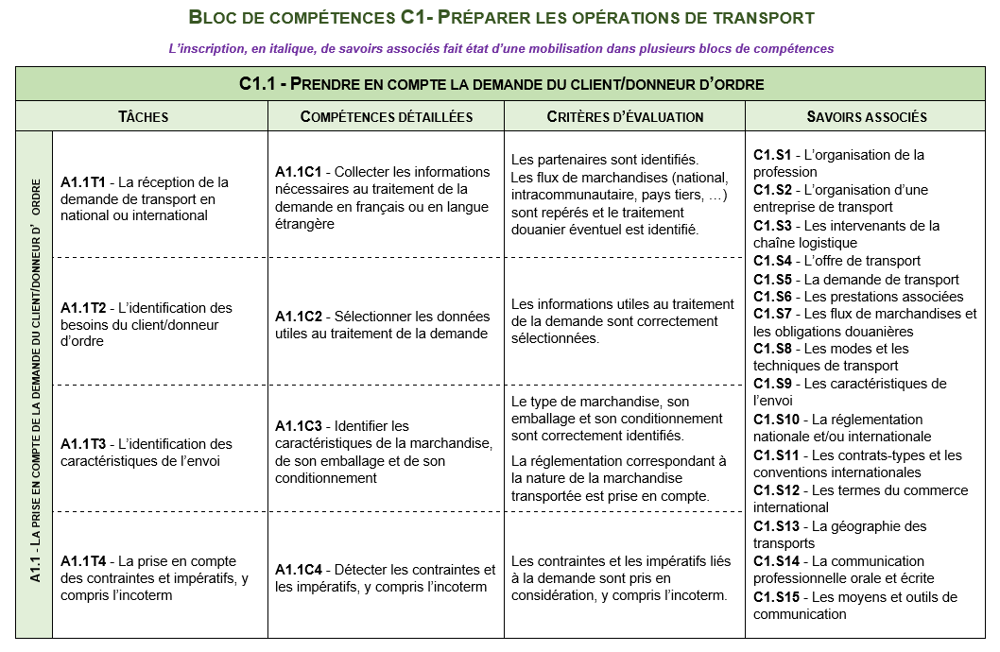 BLOC DE COMPÉTENCES C1- PRÉPARER LES OPÉRATIONS DE TRANSPORT
L'inscription, en italique, de savoirs associés fait état d'une mobilisation dans plusieurs blocs de compétences
C1.1 - PRENDRE EN COMPTE LA DEMANDE DU CLIENT/DONNEUR D'ORDRE
TÂCHES
COMPÉTENCES DÉTAILLÉES
CRITÈRES D'ÉVALUATION
SAVOIRS ASSOCIÉS
A1.1 - LA PRISE EN COMPTE DE LA DEMANDE DU CLIENT/DONNEUR D' ORDRE
A1.1T1 - La réception de la
demande de transport en
national ou international
A1.1C1 - Collecter les informations
nécessaires au traitement de la
demande en français ou en langue
étrangère
Les partenaires sont identifiés.
Les flux de marchandises (national,
intracommunautaire, pays tiers, …)
sont repérés et le traitement
douanier éventuel est identifié.
A1.1T2 - L'identification des
besoins du client/donneur
d'ordre
A1.1C2 - Sélectionner les données
utiles au traitement de la demande
Les informations utiles au traitement
de la demande sont correctement
sélectionnées.
A1.1T3 - L'identification des
caractéristiques de l'envoi
A1.1C3 - Identifier les
caractéristiques de la marchandise,
de son emballage et de son
conditionnement
Le type de marchandise, son
emballage et son conditionnement
sont correctement identifiés.
La réglementation correspondant à
la nature de la marchandise
transportée est prise en compte.
A1.1T4 - La prise en compte
des contraintes et impératifs, y
compris l'incoterm
A1.1C4 - Détecter les contraintes et
les impératifs, y compris l'incoterm
Les contraintes et les impératifs liés
à la demande sont pris en
considération, y compris l'incoterm.
C1.S1 - L'organisation de la
profession
C1.S2 - L'organisation d'une
entreprise de transport
C1.S3 - Les intervenants de la
chaîne logistique
C1.S4 - L'offre de transport
C1.S5 - La demande de transport
C1.S6 - Les prestations associées
C1.S7 - Les flux de marchandises et
les obligations douanières
C1.S8 - Les modes et les
techniques de transport
C1.S9 - Les caractéristiques de
l'envoi
C1.S10 - La réglementation
nationale et/ou internationale
C1.S11 - Les contrats-types et les
conventions internationales
C1.S12 - Les termes du commerce
international
C1.S13 - La géographie des
transports
C1.S14 - La communication
professionnelle orale et écrite
C1.S15 - Les moyens et outils de
communication